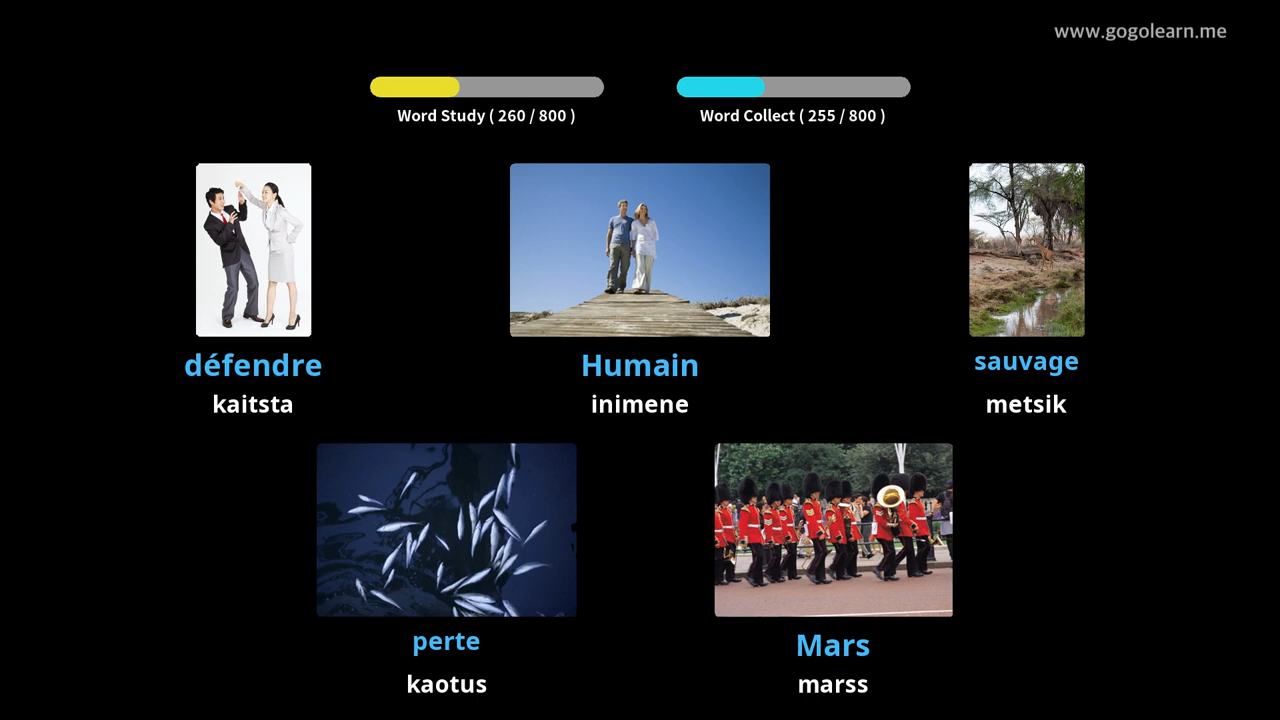 www.gogolearn.me
Word Study ( 260 / 800 )
Word Collect ( 255 / 800 )
défendre
kaitsta
Humain
inimene
sauvage
metsik
perte
kaotus
Mars
marss